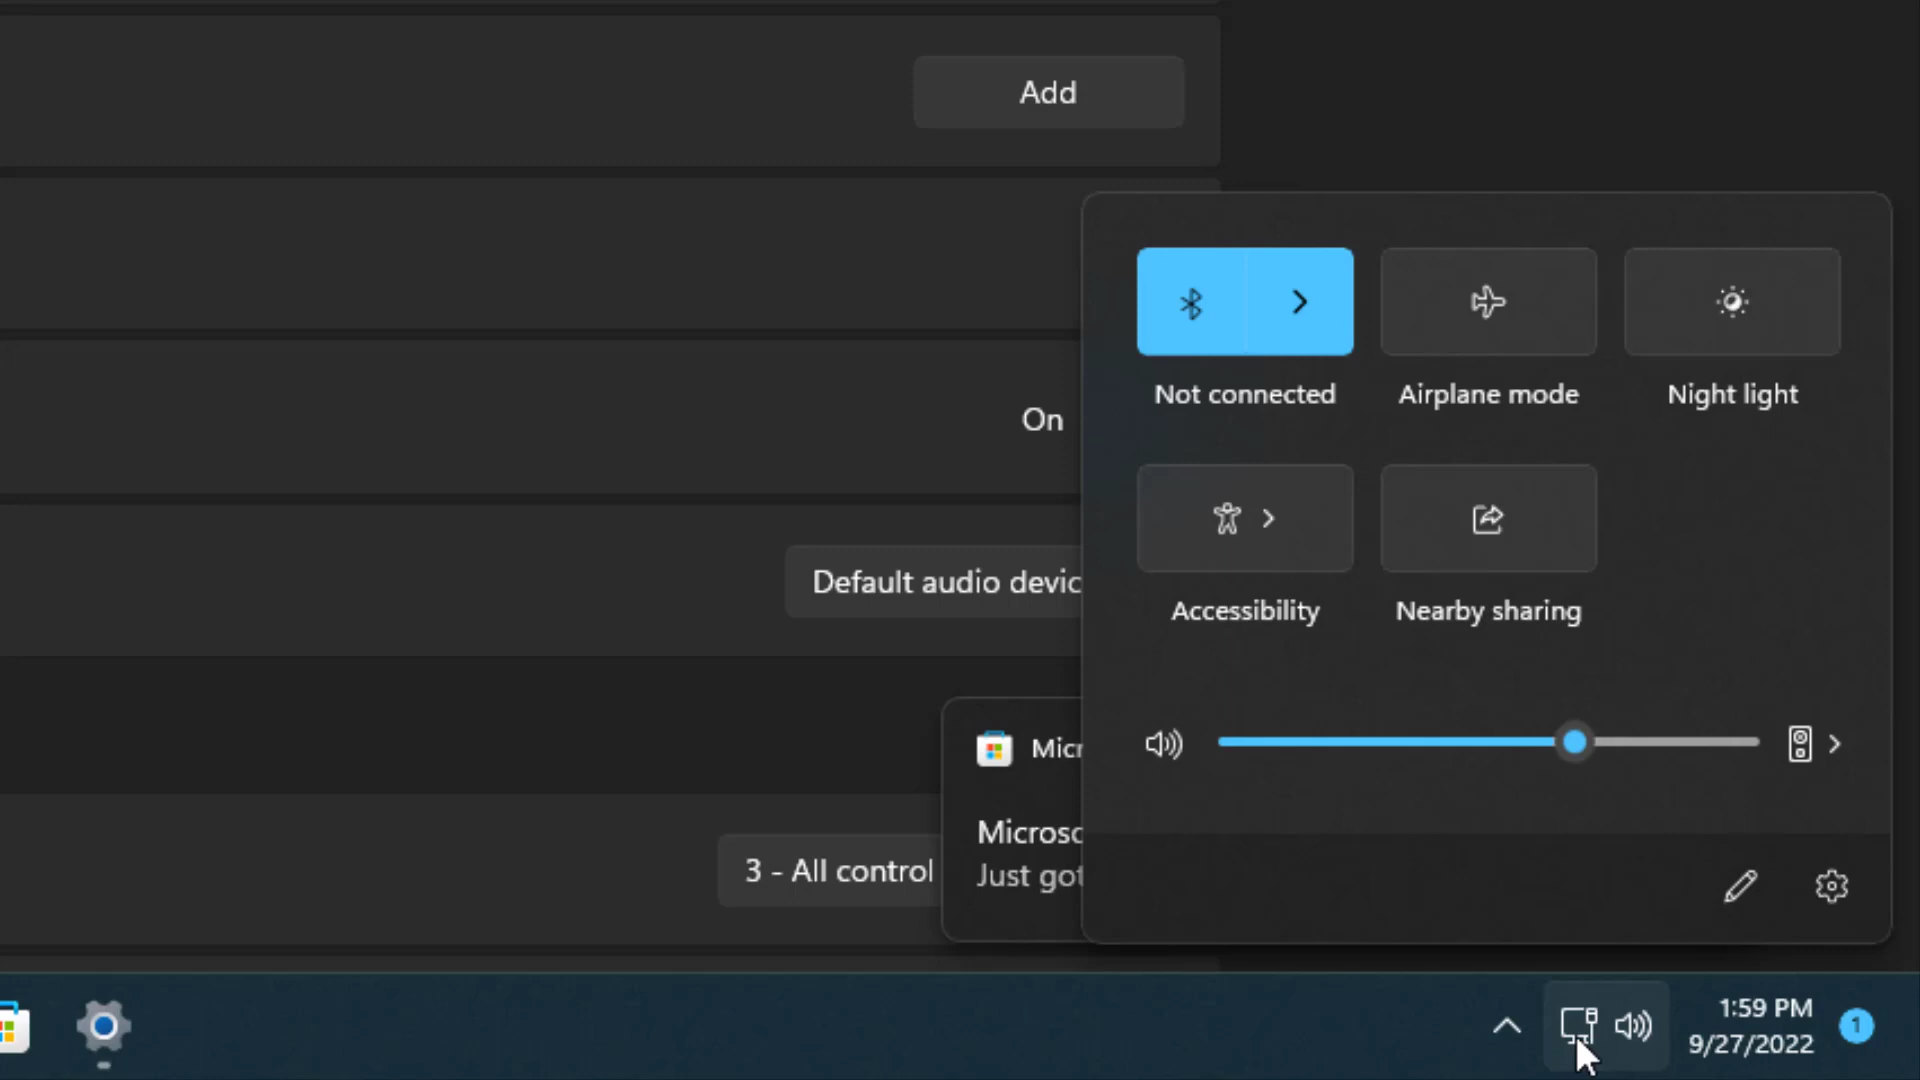 Add
Not connected
Airplane mode
Night light
On
Default audio devic
Accessibility
Nearby sharing
Micr
Microsc
Just got
3 - All control
1:59 PM
9/27/2022
1